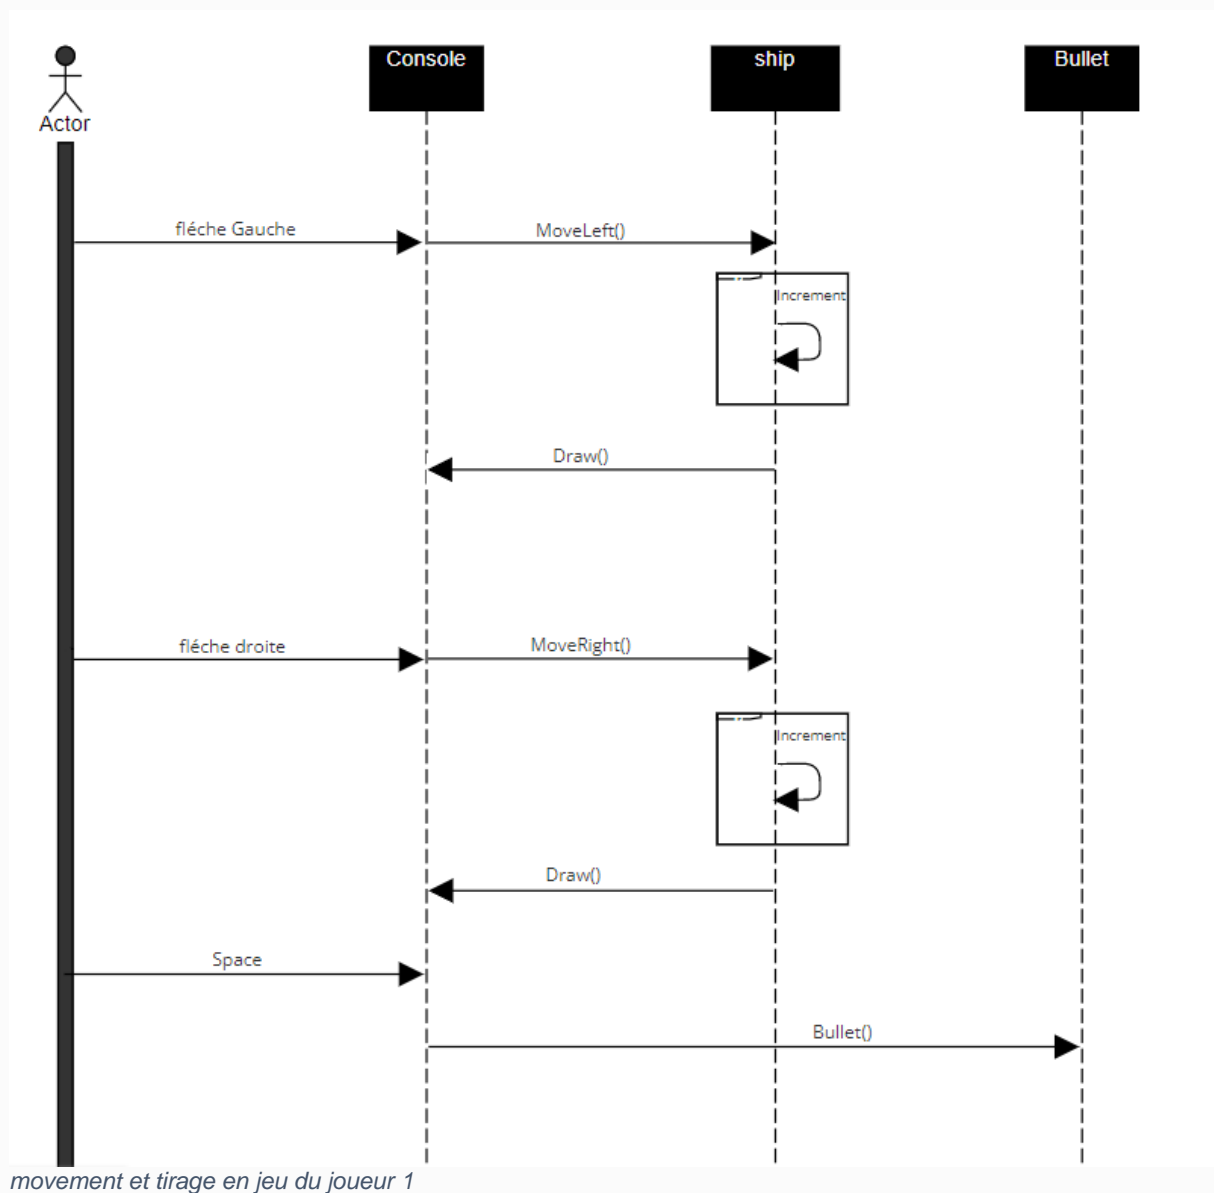 Console
ship
Bullet
Actor
fléche Gauche
MoveLeft()
Increment
Draw()
fléche droite
MoveRight()
Increment
Draw()
Space
Bullet()
movement et tirage en jeu du joueur 1